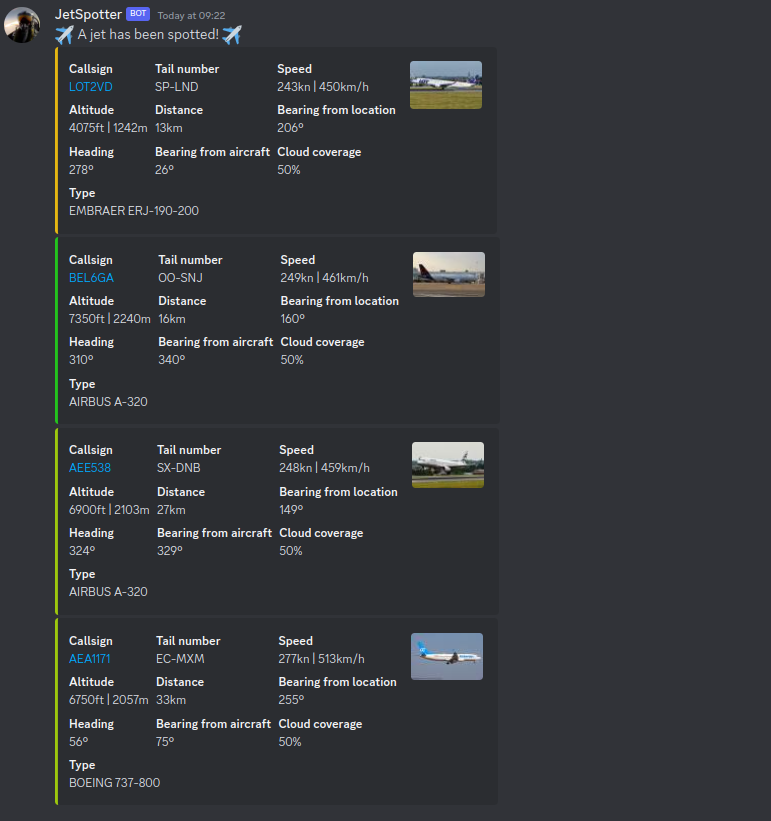 JetSpotter BOT Today at 09:22
A jet has been spotted!
Callsign Tail number Speed
LOT2VD SP-LND 243kn | 450km/h
Altitude Distance Bearing from location
4075ft | 1242m 13km 206º
Heading Bearing from aircraft Cloud coverage
278º 26º 50%
Type
EMBRAER ERJ-190-200
Callsign Tail number Speed
BEL6GA OO-SNJ 249kn | 461km/h
Altitude Distance Bearing from location
7350ft | 2240m 16km 160º
Heading Bearing from aircraft Cloud coverage
310º 340º 50%
Type
AIRBUS A-320
Callsign Tail number Speed
AEE538 SX-DNB 248kn | 459km/h
Altitude Distance Bearing from location
6900ft | 2103m 27km 149º
Heading Bearing from aircraft Cloud coverage
324º 329º 50%
Type
AIRBUS A-320
Callsign Tail number Speed
AEA1171 EC-MXM 277kn | 513km/h
Altitude Distance Bearing from location
6750ft | 2057m 33km 255º
Heading Bearing from aircraft Cloud coverage
56º 75º 50%
Type
BOEING 737-800